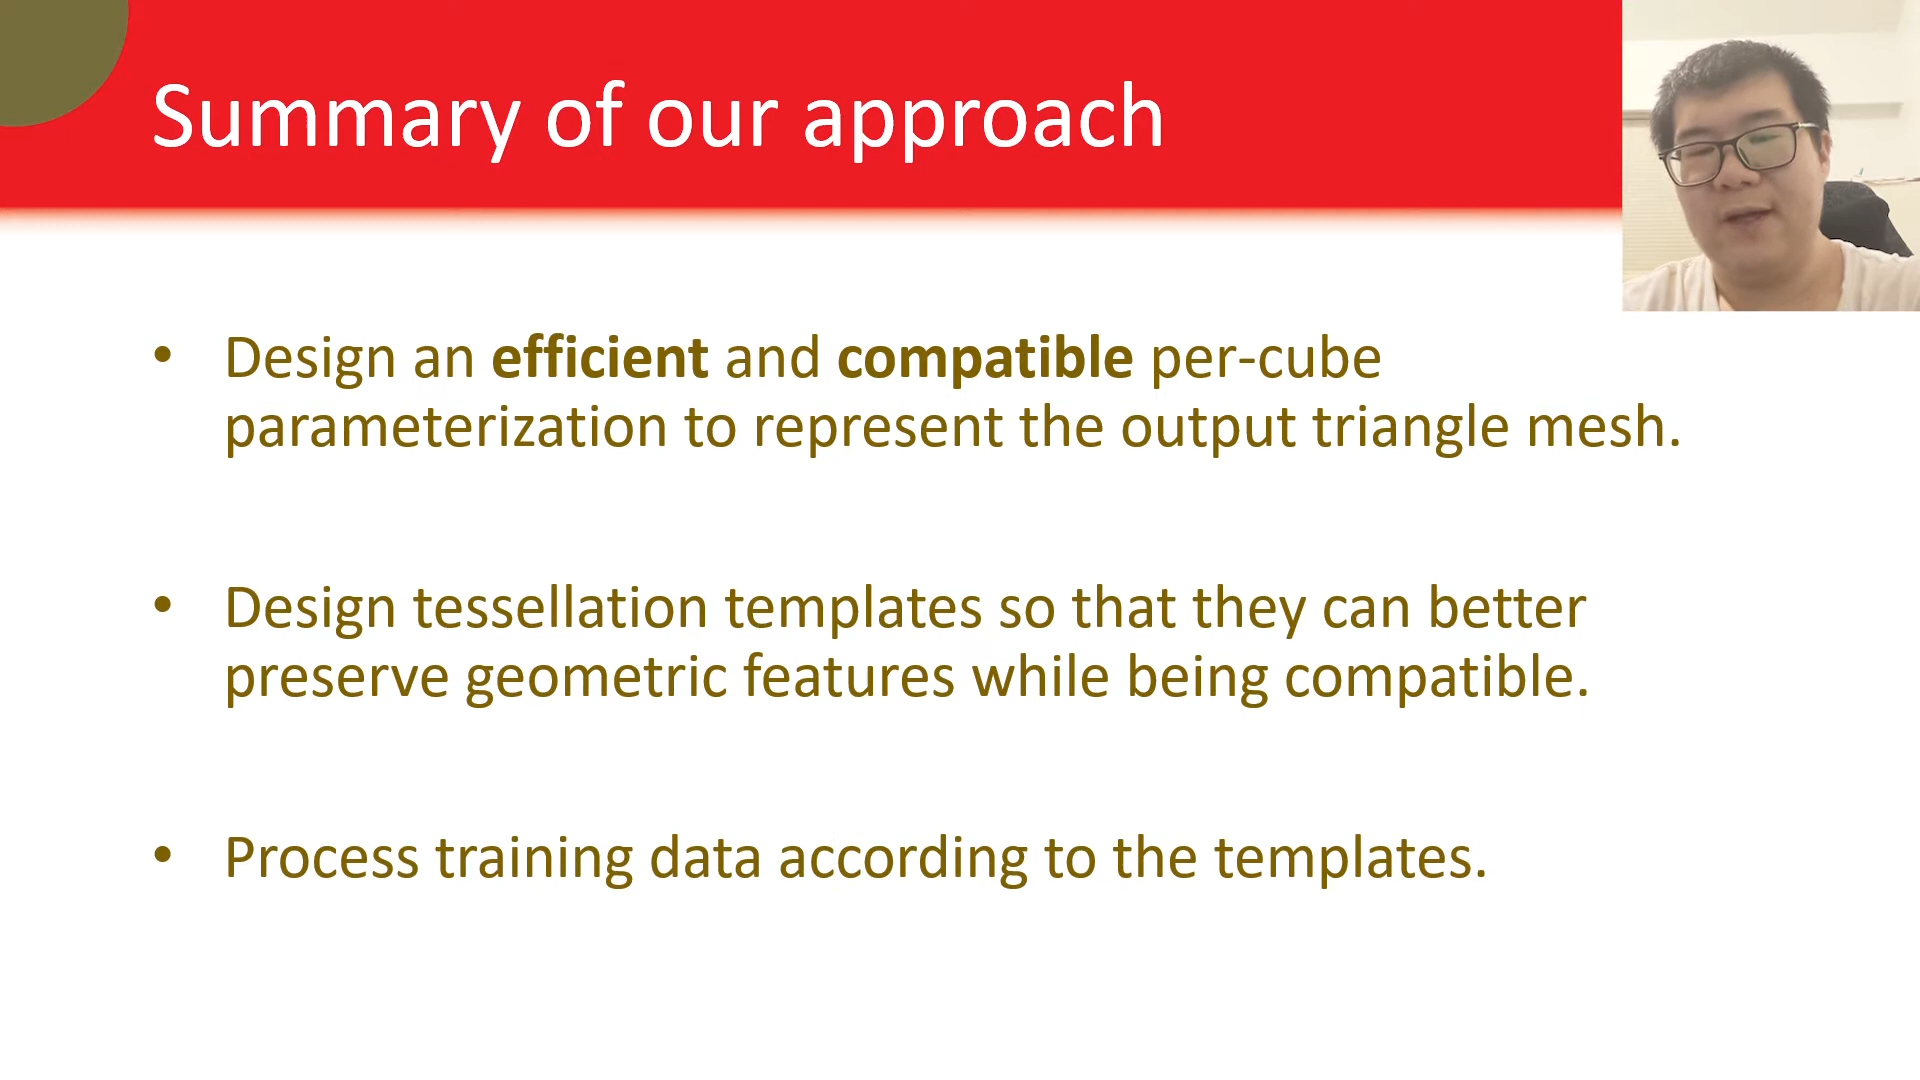 Summary of our approach
• Design an efficient and compatible per-cube
parameterization to represent the output triangle mesh.
• Design tessellation templates so that they can better
preserve geometric features while being compatible.
• Process training data according to the templates.